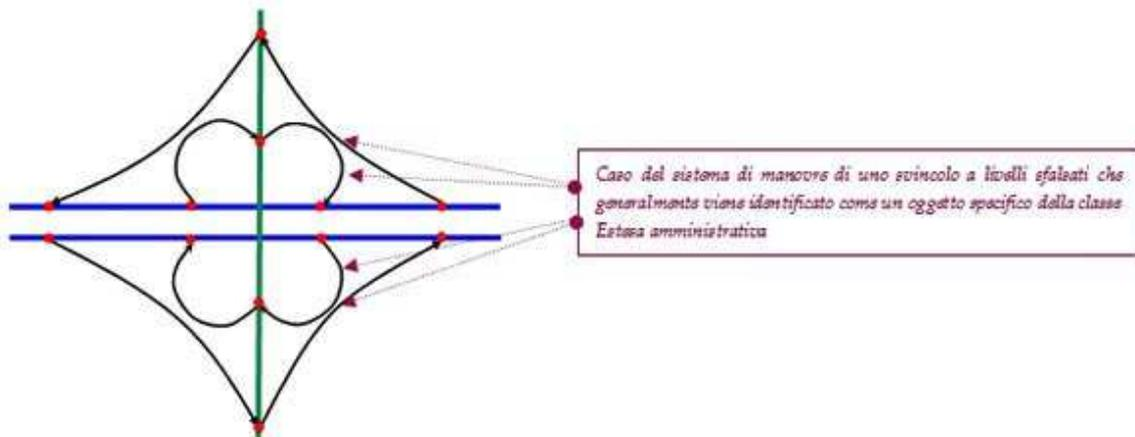 Caso del sistema di manovre di uno svincolo a livelli sfalsati che
generalmente viene identificato come un oggetto specifico della classe
Estesa amministrativa